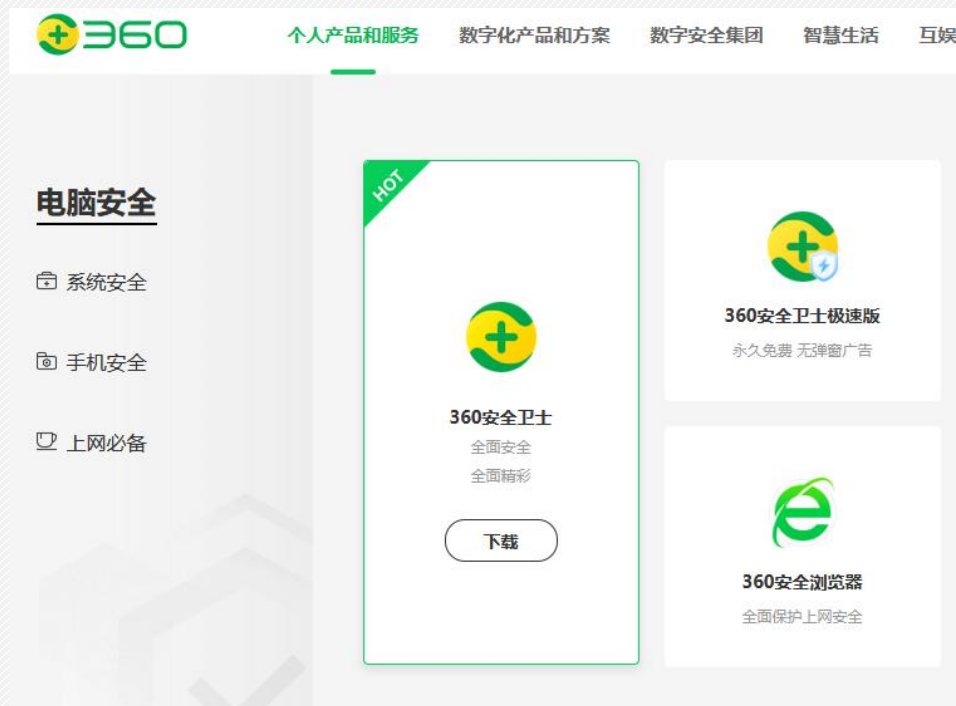 360
个人产品和服务 数字化产品和方案 数字安全集团 智慧生活 互娱
电脑安全
系统安全
手机安全
上网必备
HOT
360安全卫士
全面安全
全面精彩
下载
360安全卫士极速版
永久免费 无弹窗广告
360安全浏览器
全面保护上网安全